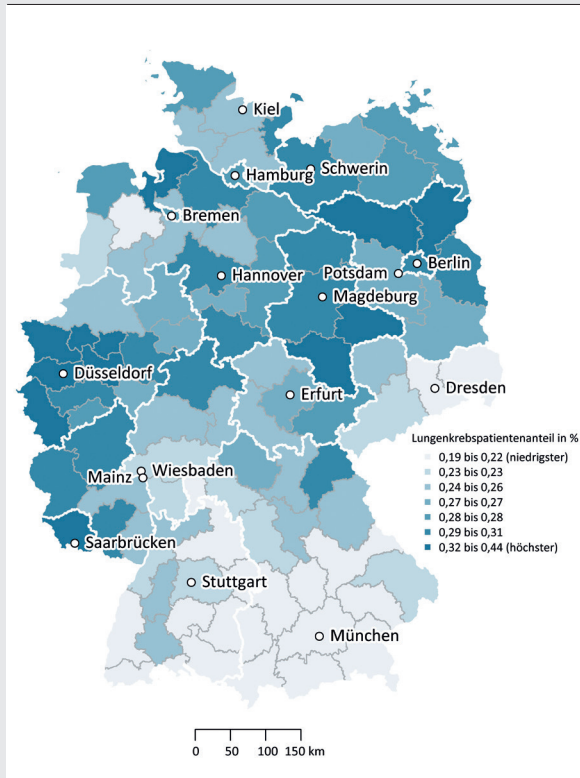 Kiel
Schwerin
Hamburg
Bremen
Berlin
Hannover
Potsdam
Magdeburg
Düsseldorf
Erfurt
Dresden
Lungenkrebspatientenanteil in %
0,19 bis 0,22 (niedrigster)
0,23 bis 0,23
0,24 bis 0,26
0,27 bis 0,27
0,28 bis 0,28
0,29 bis 0,31
0,32 bis 0,44 (höchster)
Wiesbaden
Mainz
Saarbrücken
Stuttgart
München
0 50 100 150 km